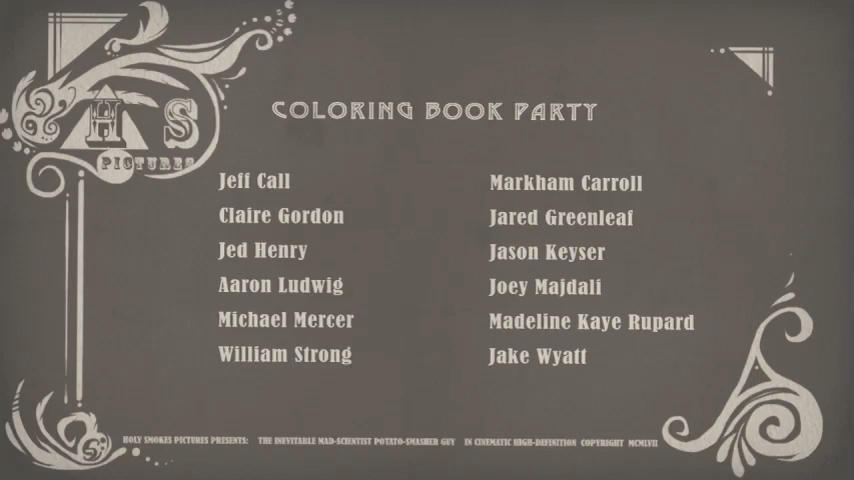 H S
PICTURES
COLORING BOOK PARTY
Jeff Call
Claire Gordon
Jed Henry
Aaron Ludwig
Michael Mercer
William Strong
Markham Carroll
Jared Greenleaf
Jason Keyser
Joey Majdali
Madeline Kaye Rupard
Jake Wyatt
HOLY SMOKES PICTURES PRESENTS: THE INEVITABLE MAD-SCIENTIST POTATO-SMASHER GUY IN CINEMATIC HIGH-DEFINITION COPYRIGHT MCMLVII